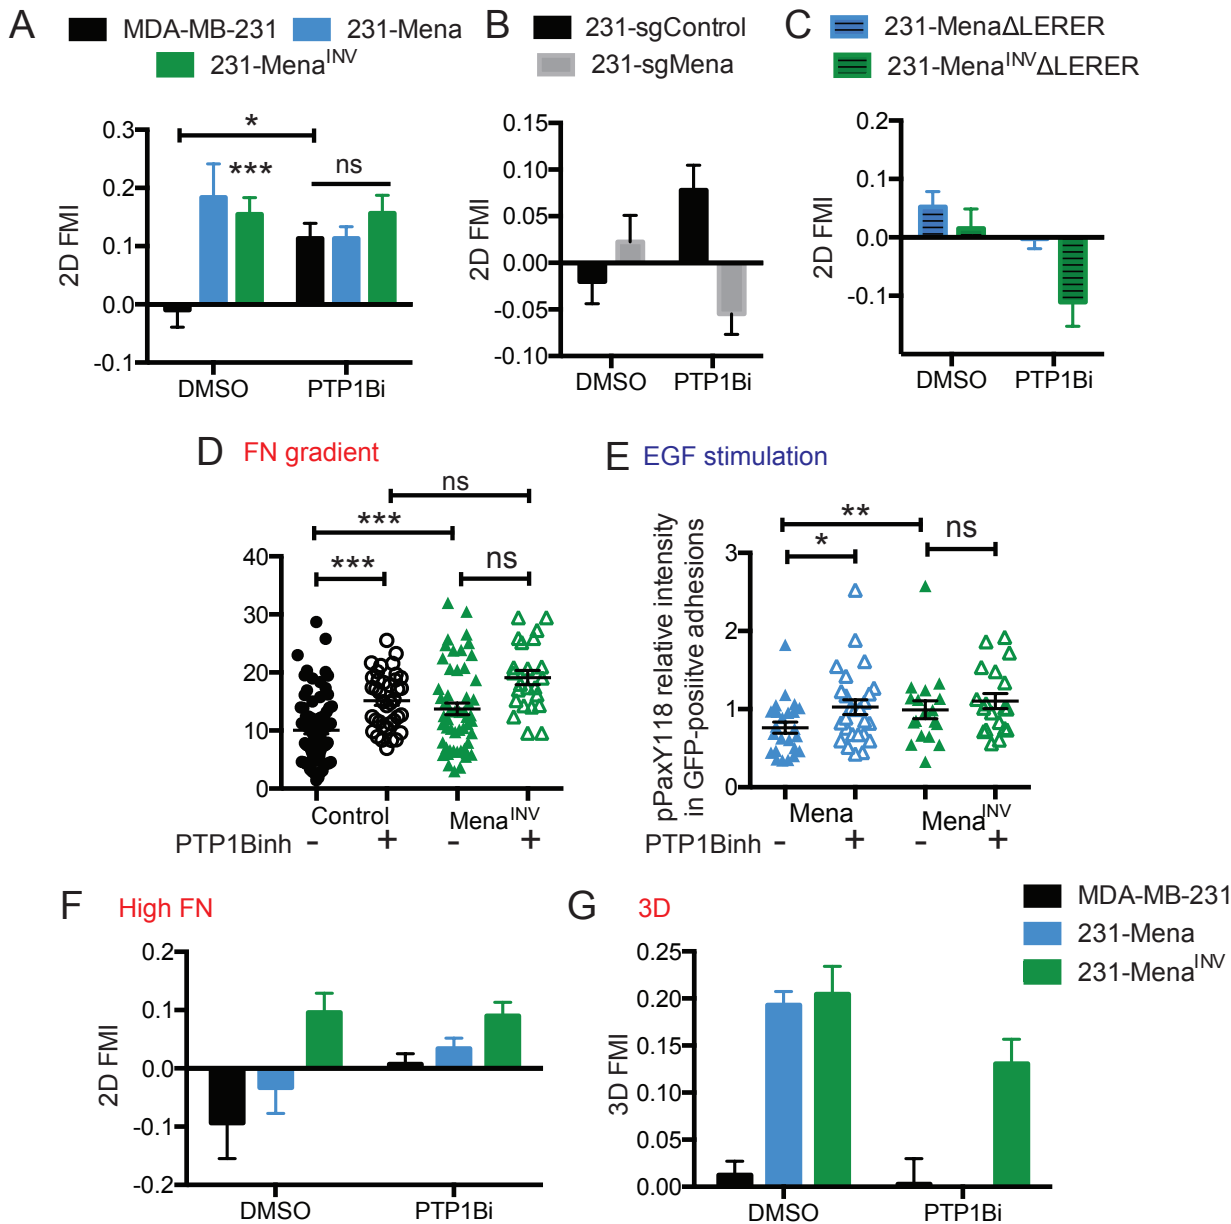 A
MDA-MB-231
231-Mena
231-Mena^INV
0.3
0.2
0.1
0.0
-0.1
2D FMI
*
***
ns
DMSO
PTP1Bi
B
231-sgControl
231-sgMena
0.15
0.10
0.05
0.00
-0.05
-0.10
2D FMI
DMSO
PTP1Bi
C
231-MenaΔLERER
231-Mena^INVΔLERER
0.2
0.1
0.0
-0.1
2D FMI
DMSO
PTP1Bi
D FN gradient
ns
***
***
ns
40
30
20
10
0
Control
Mena^INV
PTP1Binh - + - +
E EGF stimulation
**
*
ns
pPaxY118 relative intensity
in GFP-posiitve adhesions
3
2
1
0
Mena
Mena^INV
PTP1Binh - + - +
F High FN
0.2
0.1
0.0
-0.1
-0.2
2D FMI
DMSO
PTP1Bi
G 3D
MDA-MB-231
231-Mena
231-Mena^INV
0.25
0.20
0.15
0.10
0.05
0.00
3D FMI
DMSO
PTP1Bi